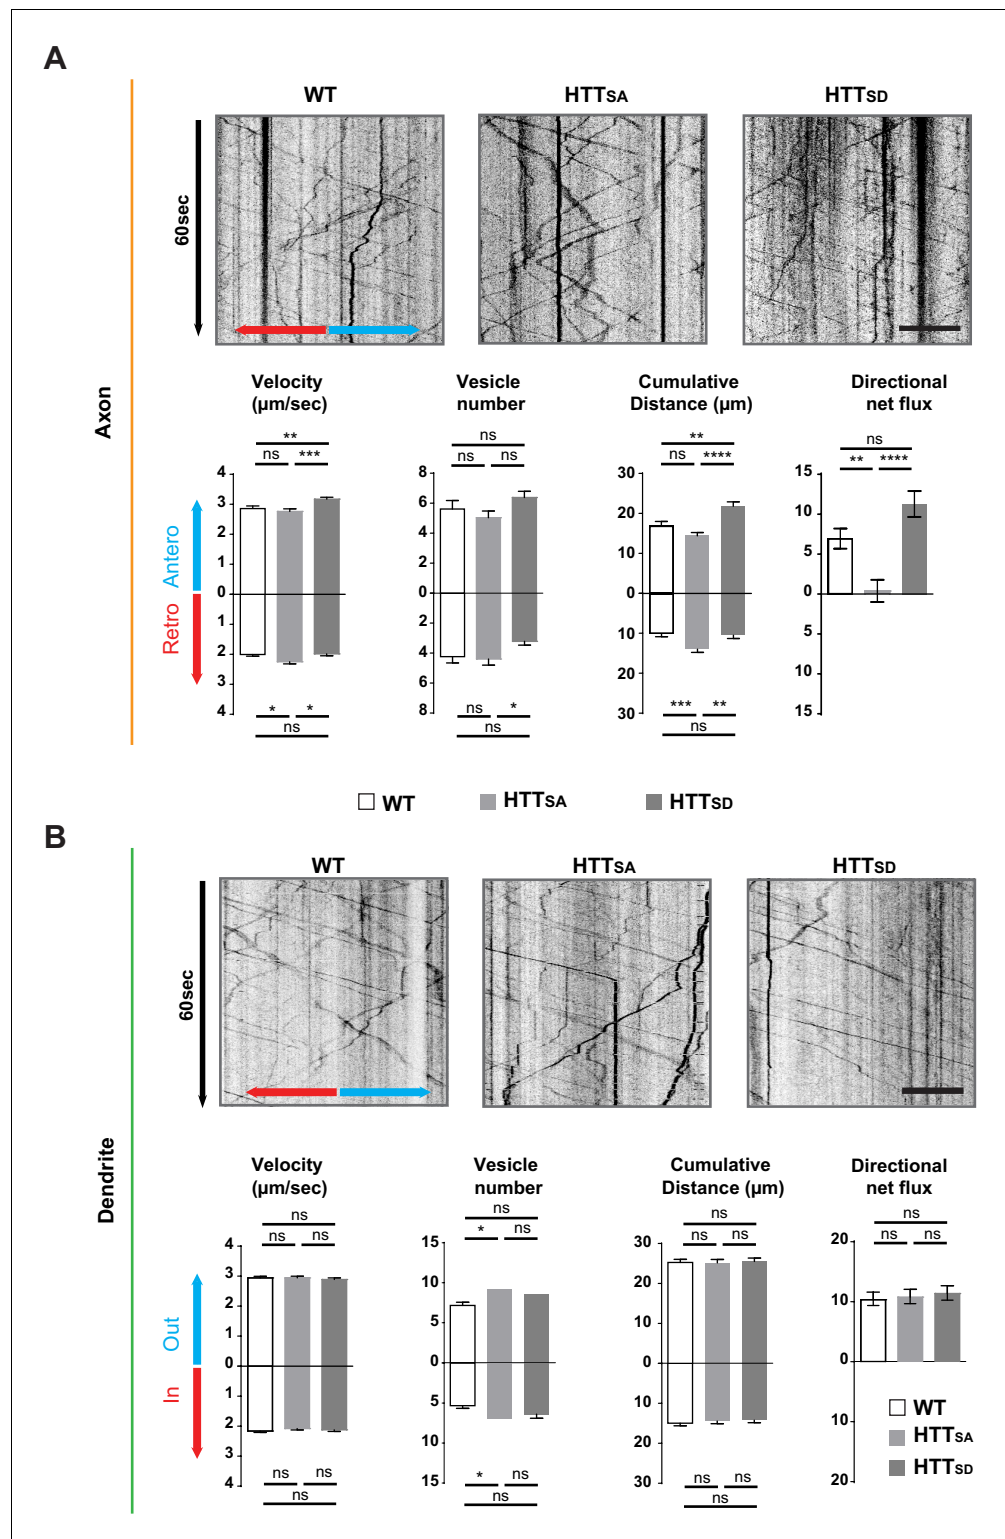 A
WT
HTTSA
HTTSD
60sec
Axon
Velocity
(µm/sec)
Vesicle
number
Cumulative
Distance (µm)
Directional
net flux
**
ns
***
4
3
2
1
0
1
2
3
4
Antero
Retro
*
*
ns
ns
ns
ns
8
6
4
2
0
2
4
6
8
ns
*
ns
**
ns
****
30
20
10
0
10
20
30
***
**
ns
ns
**
****
15
10
5
0
5
10
15
WT
HTTSA
HTTSD
B
WT
HTTSA
HTTSD
60sec
Dendrite
Velocity
(µm/sec)
Vesicle
number
Cumulative
Distance (µm)
Directional
net flux
ns
ns
ns
4
3
2
1
0
1
2
3
4
Out
In
ns
ns
ns
ns
*
ns
15
10
5
0
5
10
15
*
ns
ns
ns
ns
ns
30
20
10
0
10
20
30
ns
ns
ns
ns
ns
ns
20
10
0
10
20
WT
HTTSA
HTTSD